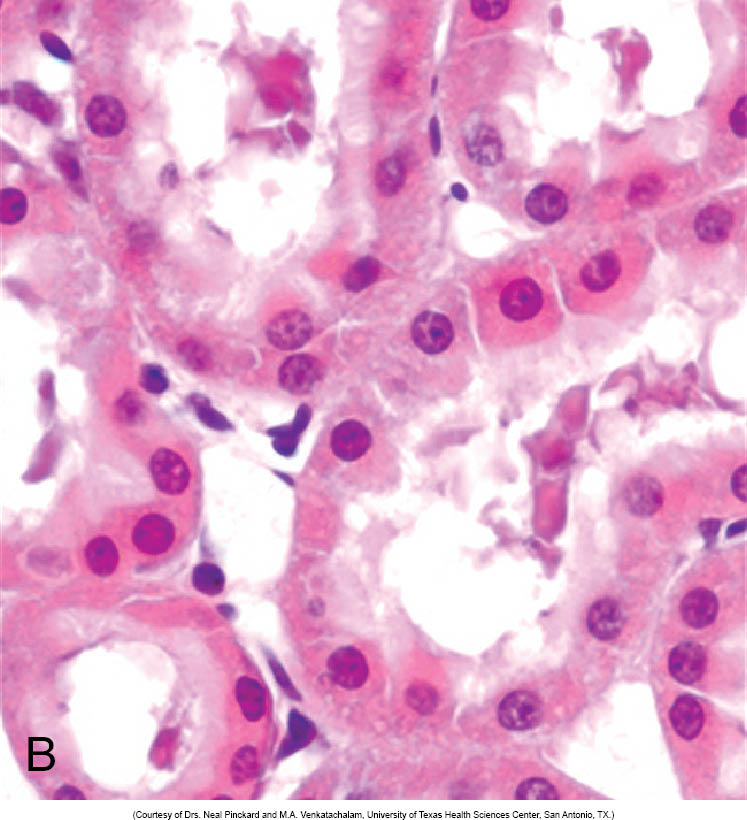 B
(Courtesy of Drs. Neal Pinckard and M.A. Venkatachalam, University of Texas Health Sciences Center, San Antonio, TX.)